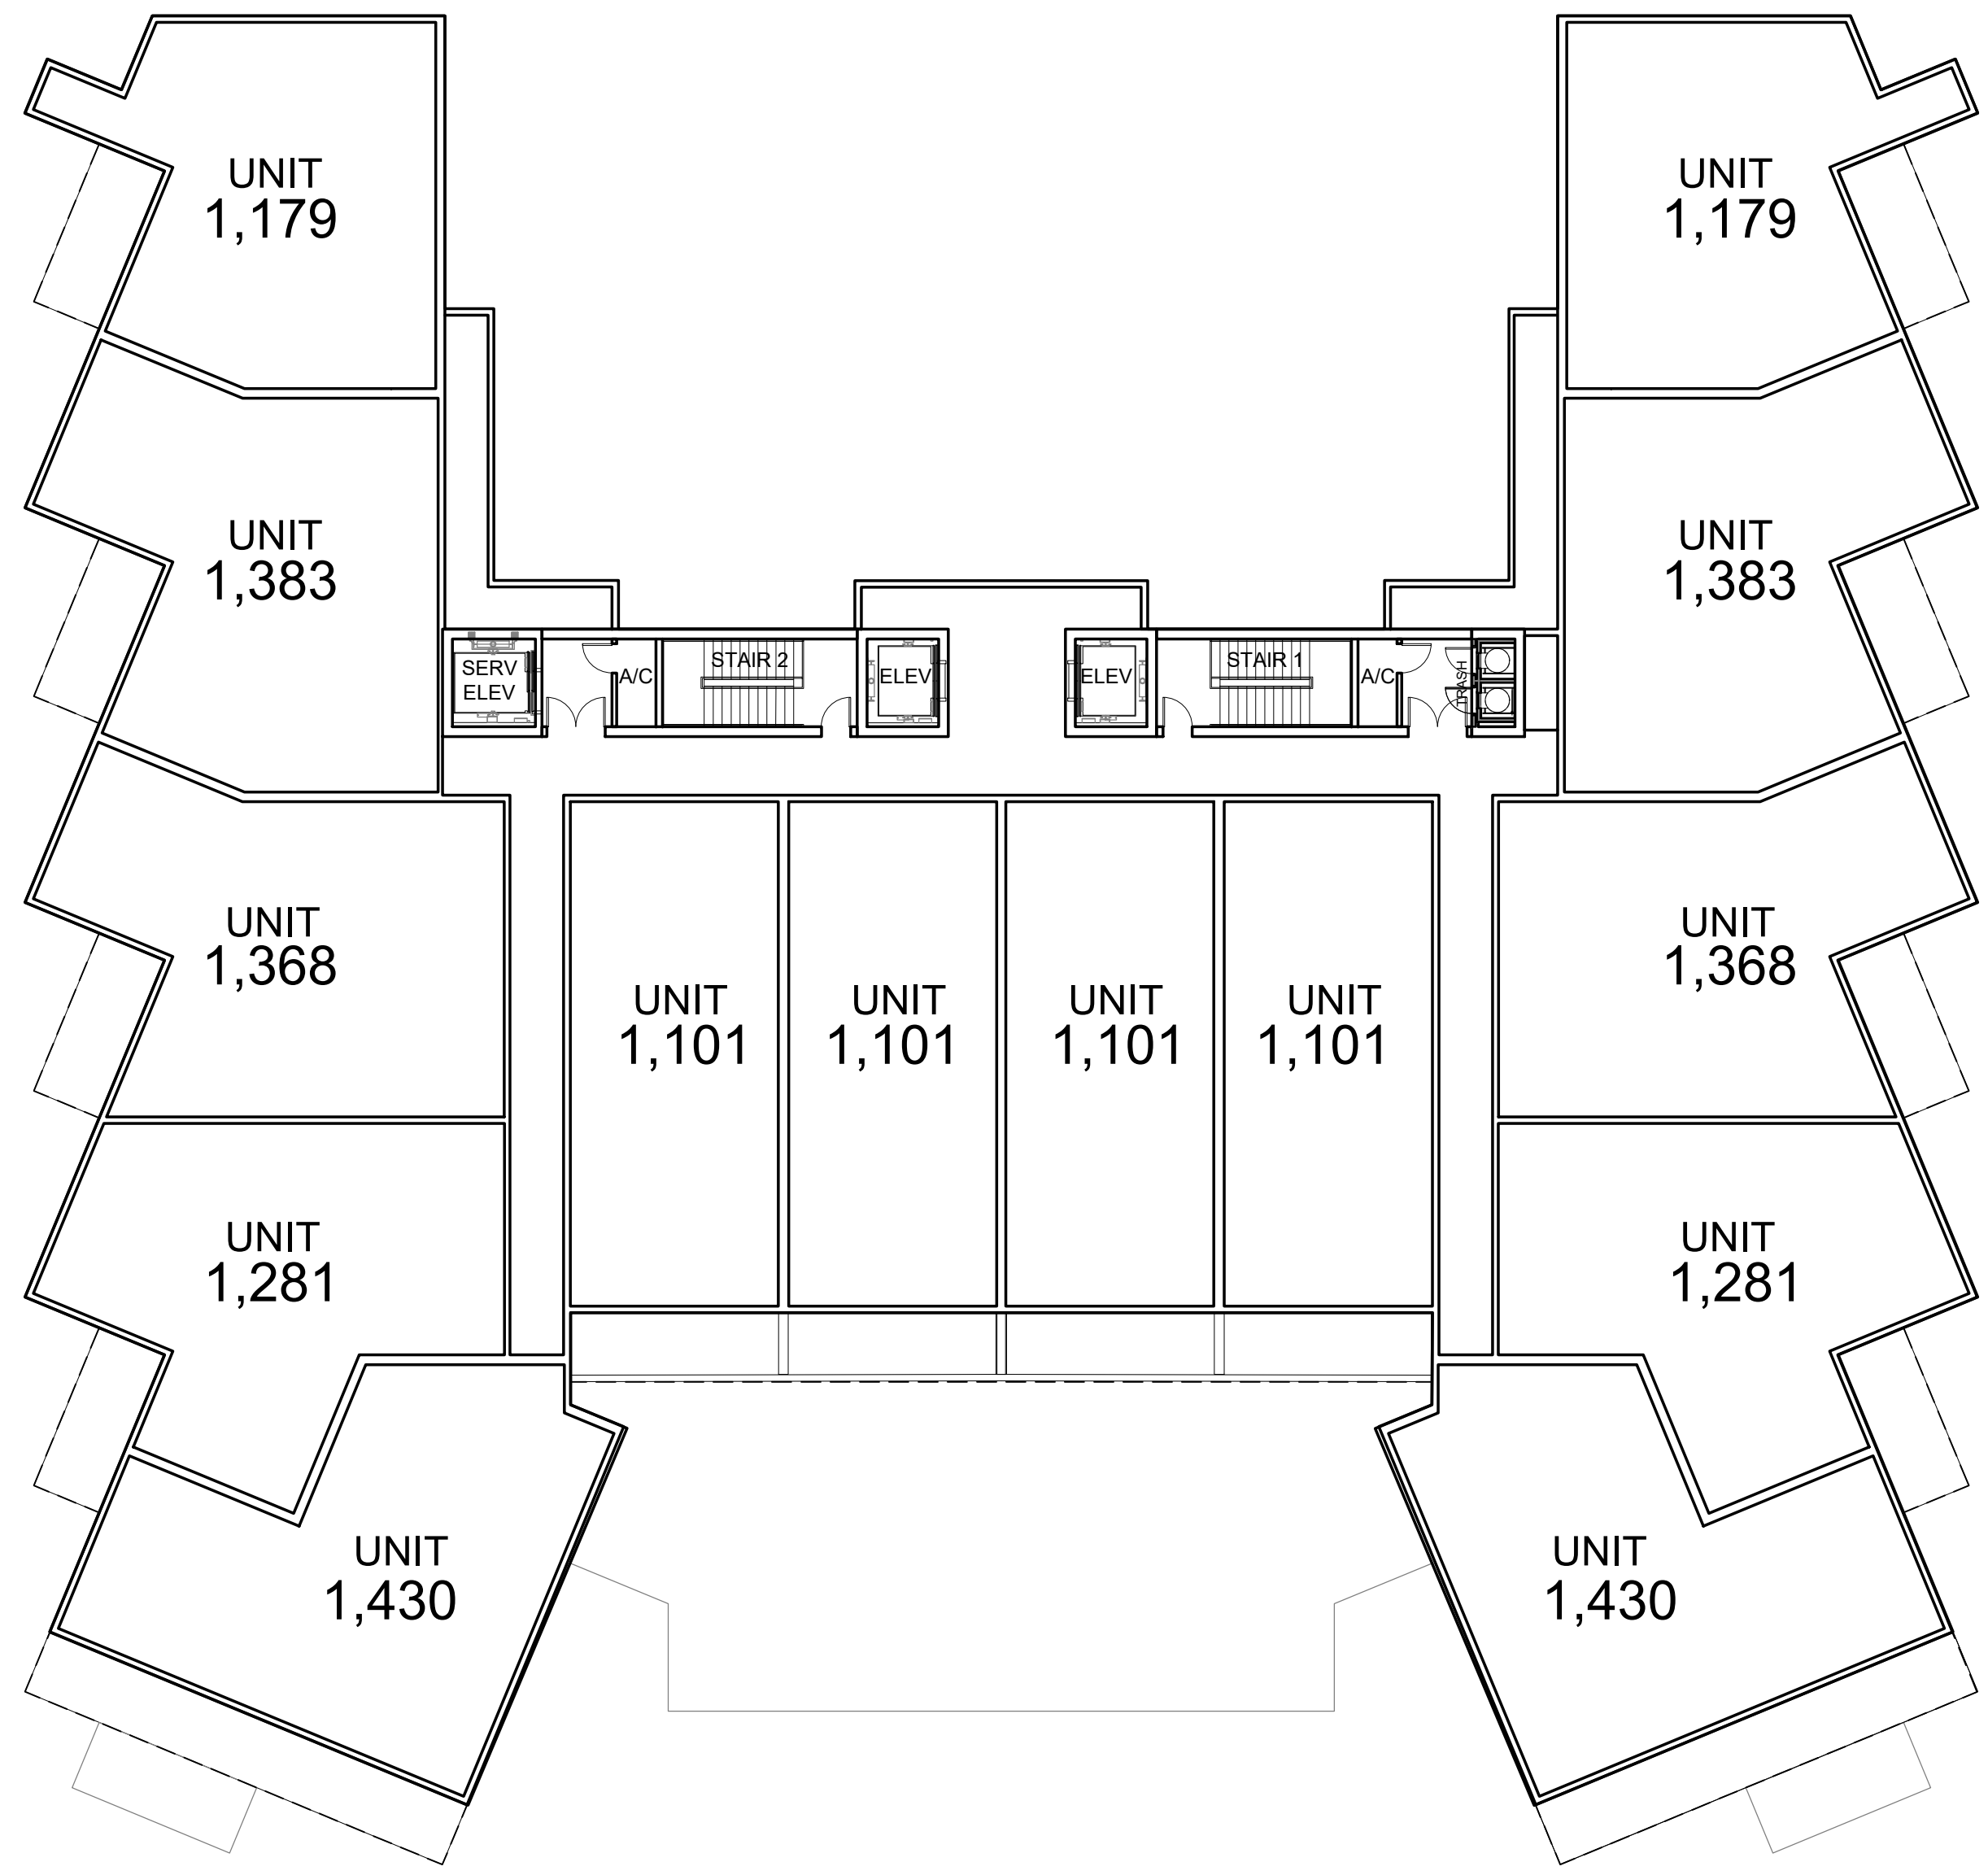 UNIT
1,179
UNIT
1,179
UNIT
1,383
UNIT
1,383
SERV
ELEV
A/C
STAIR 2
ELEV
ELEV
STAIR 1
A/C
TRASH
UNIT
1,368
UNIT
1,368
UNIT
1,101
UNIT
1,101
UNIT
1,101
UNIT
1,101
UNIT
1,281
UNIT
1,281
UNIT
1,430
UNIT
1,430